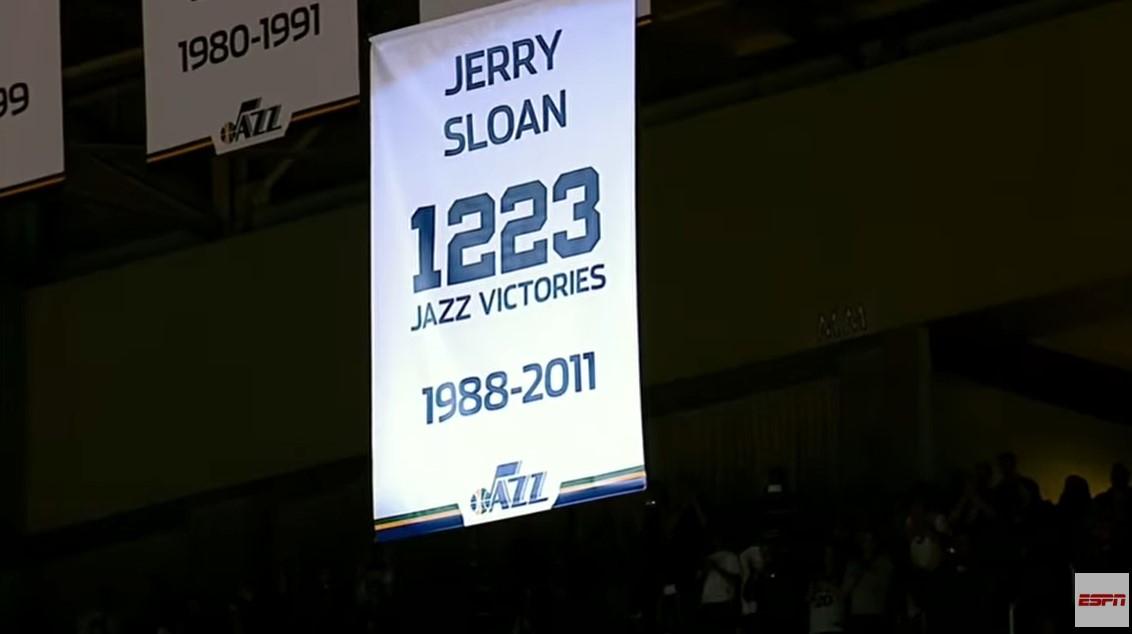 99
1980-1991
JAZZ
JERRY
SLOAN
1223
JAZZ VICTORIES
1988-2011
JAZZ
ESPN